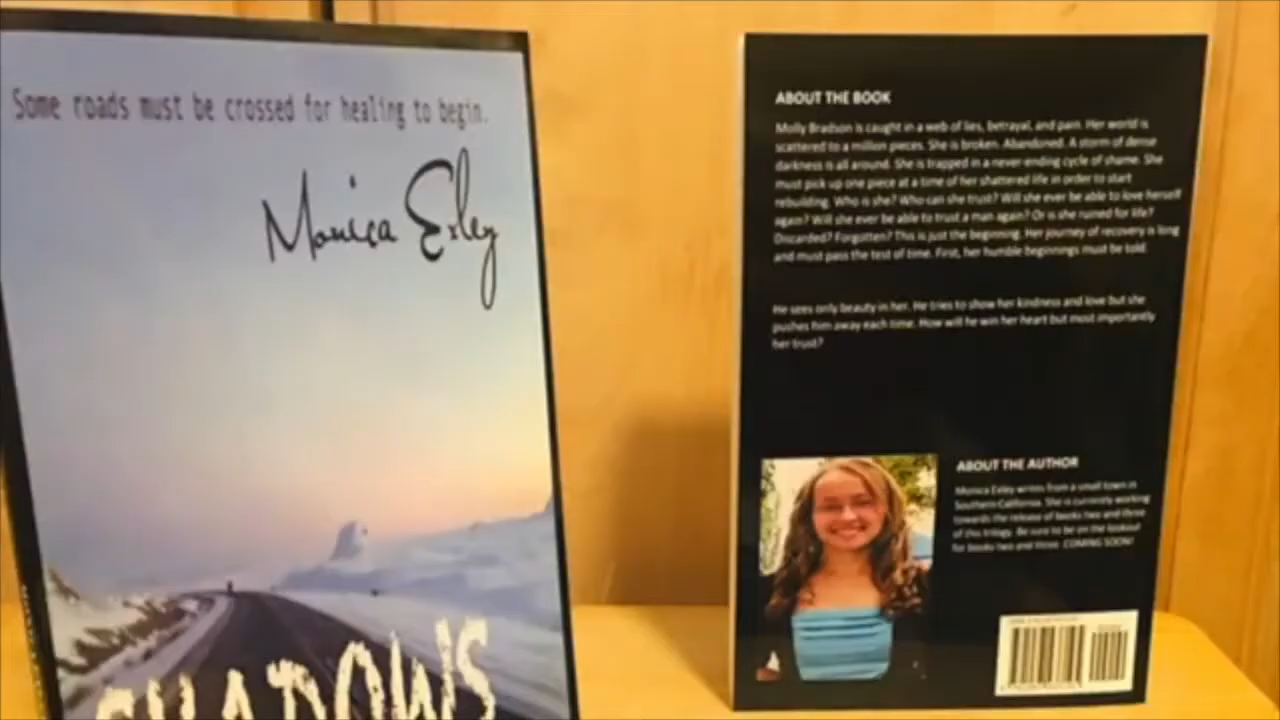 Some roads must be crossed for healing to begin.
Monica Exley
SHADOWS
ABOUT THE BOOK
Molly Bradson is caught in a web of lies, betrayal, and pain. Her world is
scattered to a million pieces. She is broken. Abandoned. A storm of dense
darkness is all around. She is trapped in a never-ending cycle of shame. She
must pick up one piece at a time of her shattered life in order to start
rebuilding. Who is she? Who can she trust? Will she ever be able to love herself
again? Will she ever be able to trust a man again? Or is she ruined for life?
Discarded? Forgotten? This is just the beginning. Her journey of recovery is long
and must pass the test of time. First, her humble beginnings must be told.
He sees only beauty in her. He tries to show her kindness and love but she
pushes him away each time. How will he win her heart but most importantly
her trust?
ABOUT THE AUTHOR
Monica Exley writes from a small town in
Southern California. She is currently working
towards the release of books two and three
of this trilogy. Be sure to be on the lookout
for books two and three. COMING SOON!